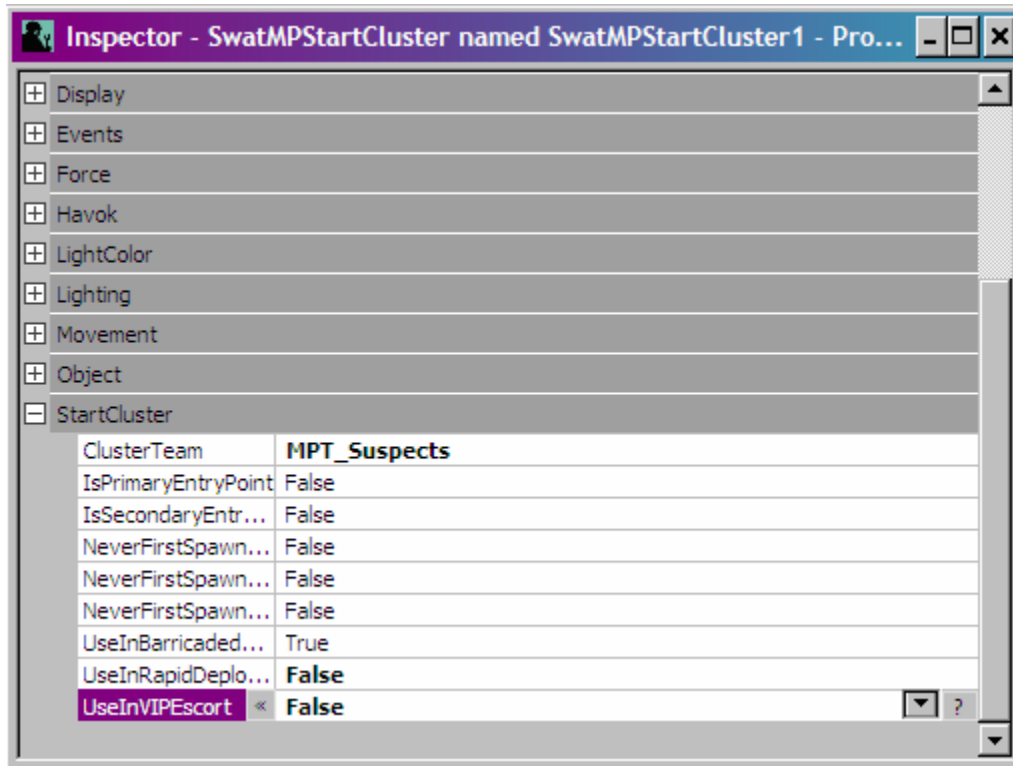 Inspector - SwatMPStartCluster named SwatMPStartCluster1 - Pro...
Display
Events
Force
Havok
LightColor
Lighting
Movement
Object
StartCluster
ClusterTeam MPT_Suspects
IsPrimaryEntryPoint False
IsSecondaryEntr... False
NeverFirstSpawn... False
NeverFirstSpawn... False
NeverFirstSpawn... False
UseInBarricaded... True
UseInRapidDeplo... False
UseInVIPEscort « False ?